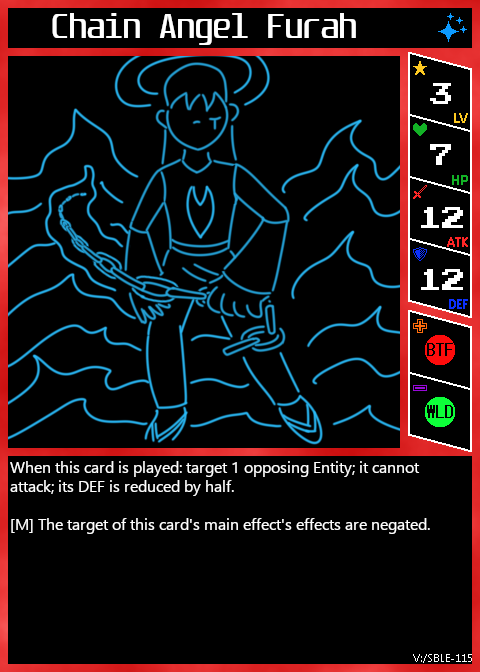 Chain Angel Furah
3
LV
7
HP
12
ATK
12
DEF
BTF
WLD
When this card is played: target 1 opposing Entity; it cannot
attack; its DEF is reduced by half.
[M] The target of this card's main effect's effects are negated.
V:/SBLE-115